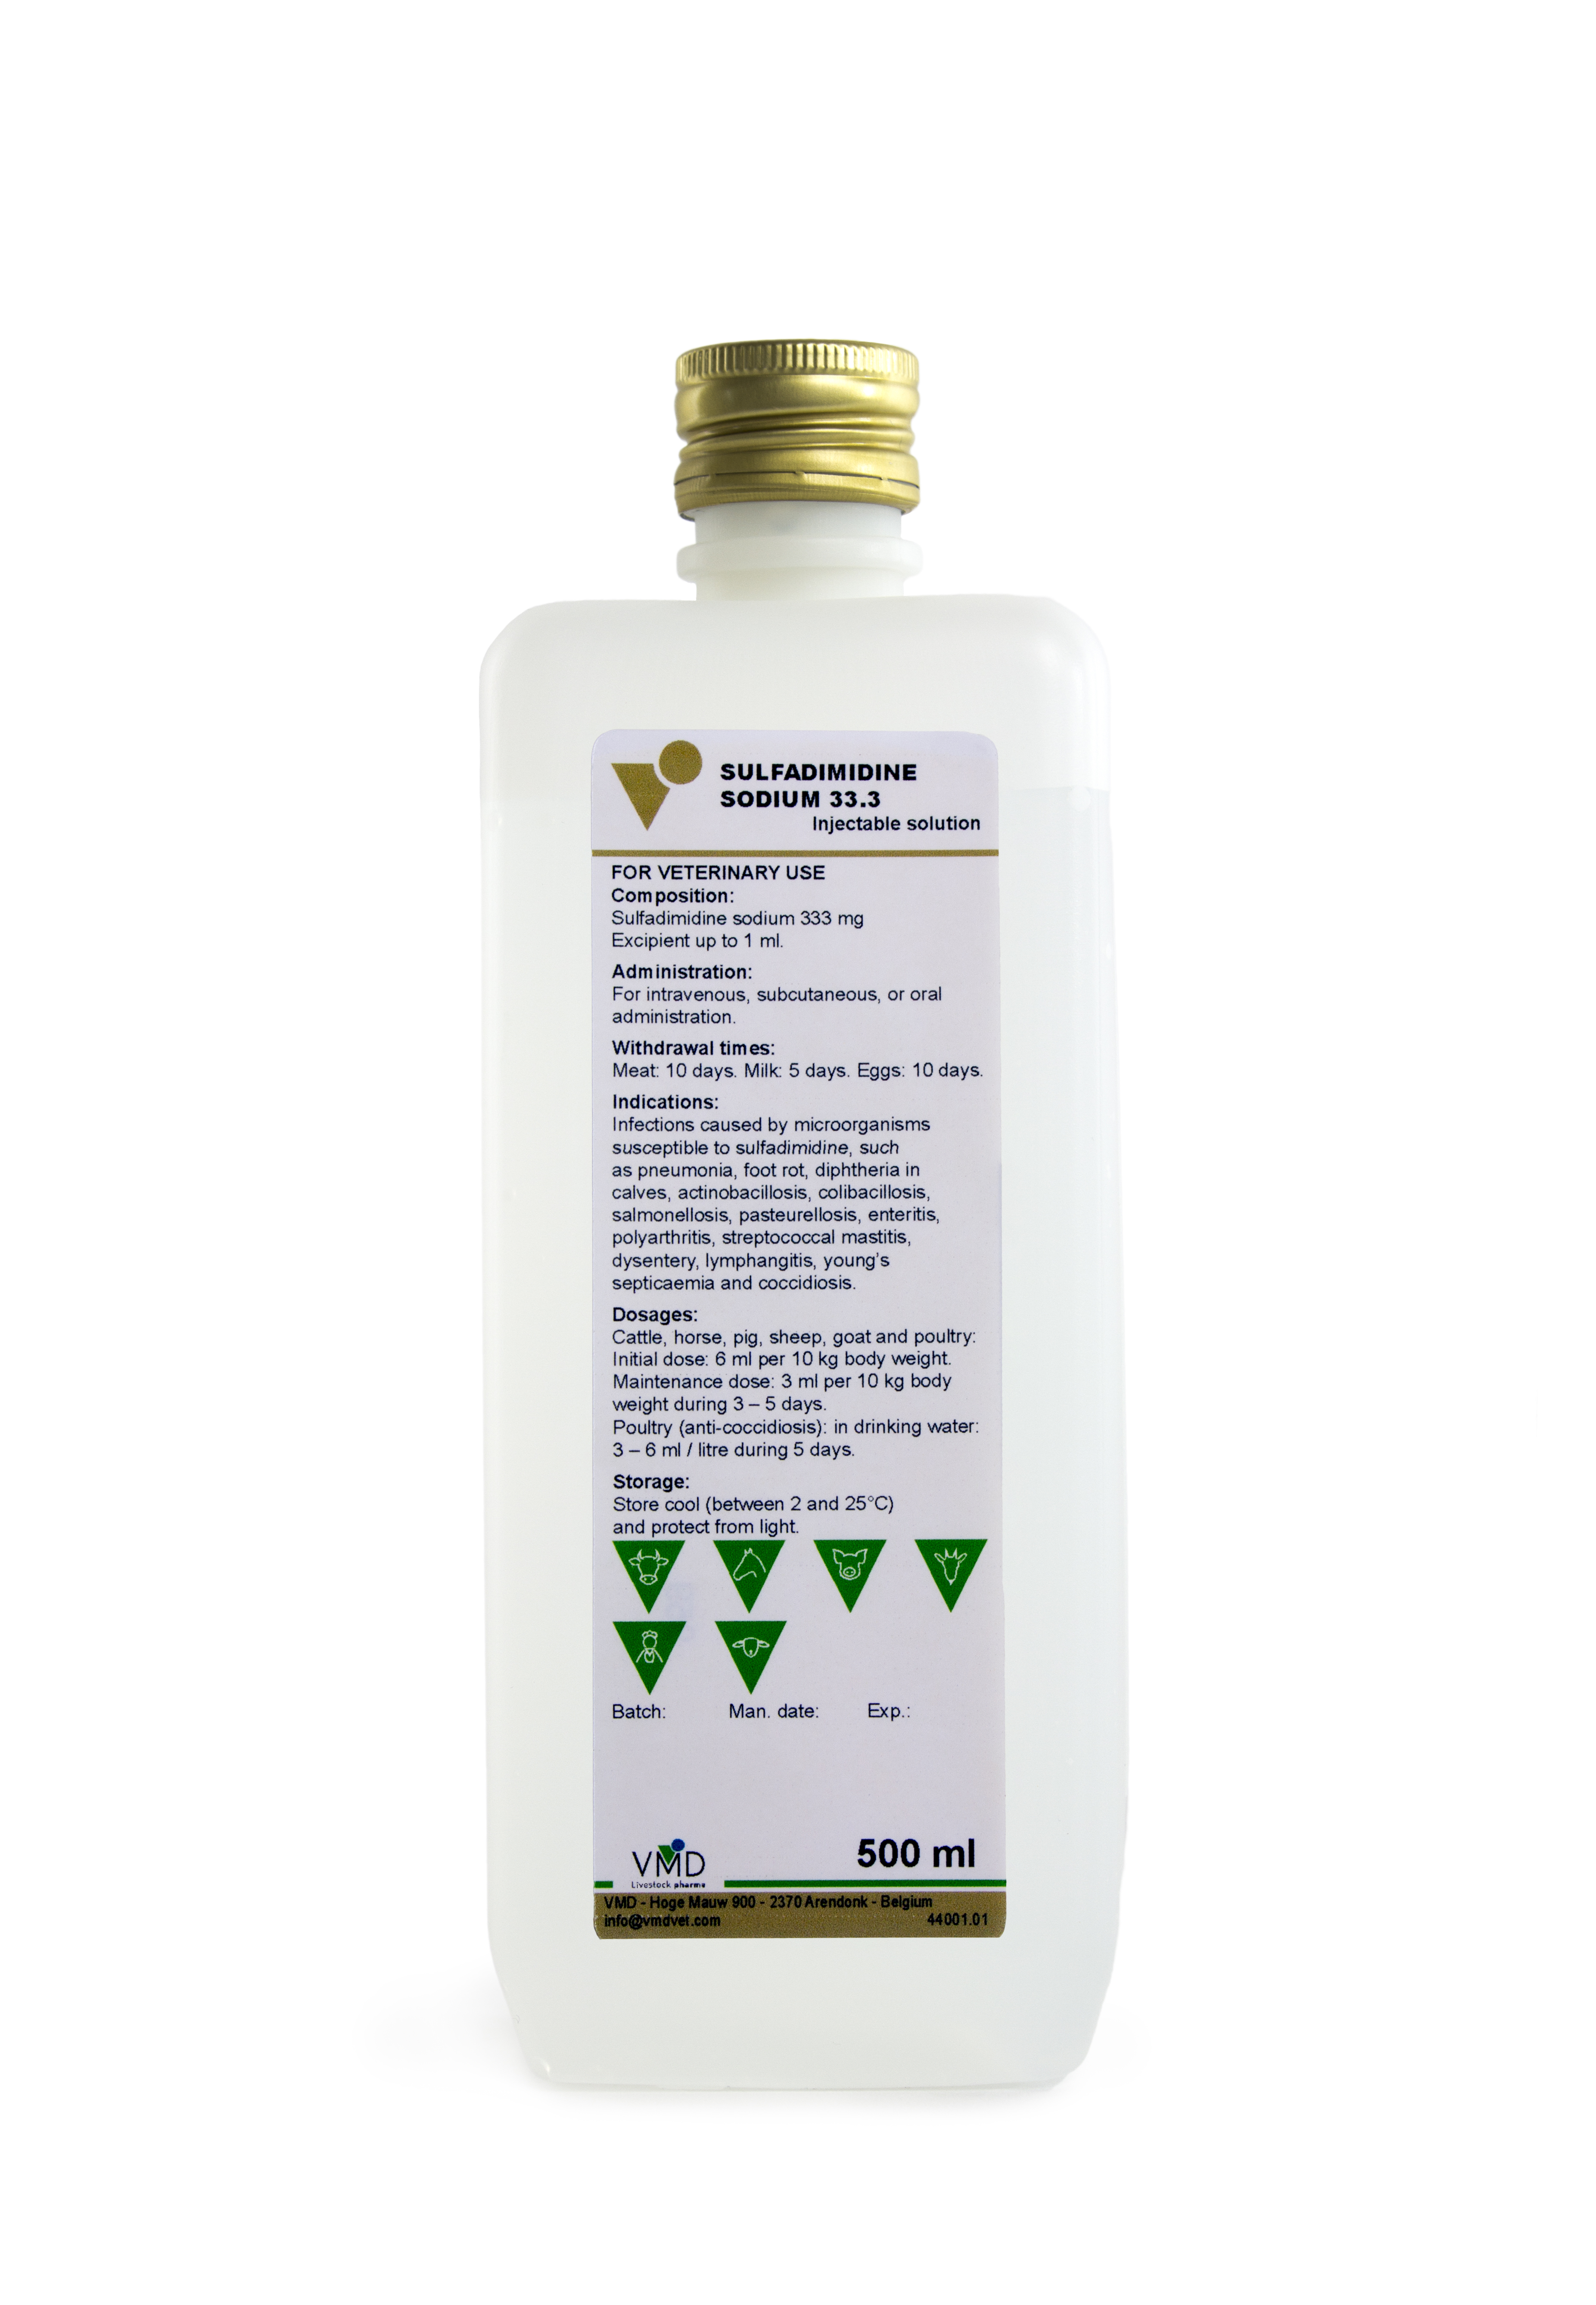 SULFADIMIDINE
SODIUM 33.3
Injectable solution
FOR VETERINARY USE
Composition:
Sulfadimidine sodium 333 mg
Excipient up to 1 ml.
Administration:
For intravenous, subcutaneous, or oral
administration.
Withdrawal times:
Meat: 10 days. Milk: 5 days. Eggs: 10 days.
Indications:
Infections caused by microorganisms
susceptible to sulfadimidine, such
as pneumonia, foot rot, diphtheria in
calves, actinobacillosis, colibacillosis,
salmonellosis, pasteurellosis, enteritis,
polyarthritis, streptococcal mastitis,
dysentery, lymphangitis, young's
septicaemia and coccidiosis.
Dosages:
Cattle, horse, pig, sheep, goat and poultry:
Initial dose: 6 ml per 10 kg body weight.
Maintenance dose: 3 ml per 10 kg body
weight during 3 – 5 days.
Poultry (anti-coccidiosis): in drinking water:
3 – 6 ml / litre during 5 days.
Storage:
Store cool (between 2 and 25°C)
and protect from light.
Batch: Man. date: Exp.:
500 ml
VMD
Livestock pharma
VMD - Hoge Mauw 900 - 2370 Arendonk - Belgium
info@vmdvet.com 44001.01